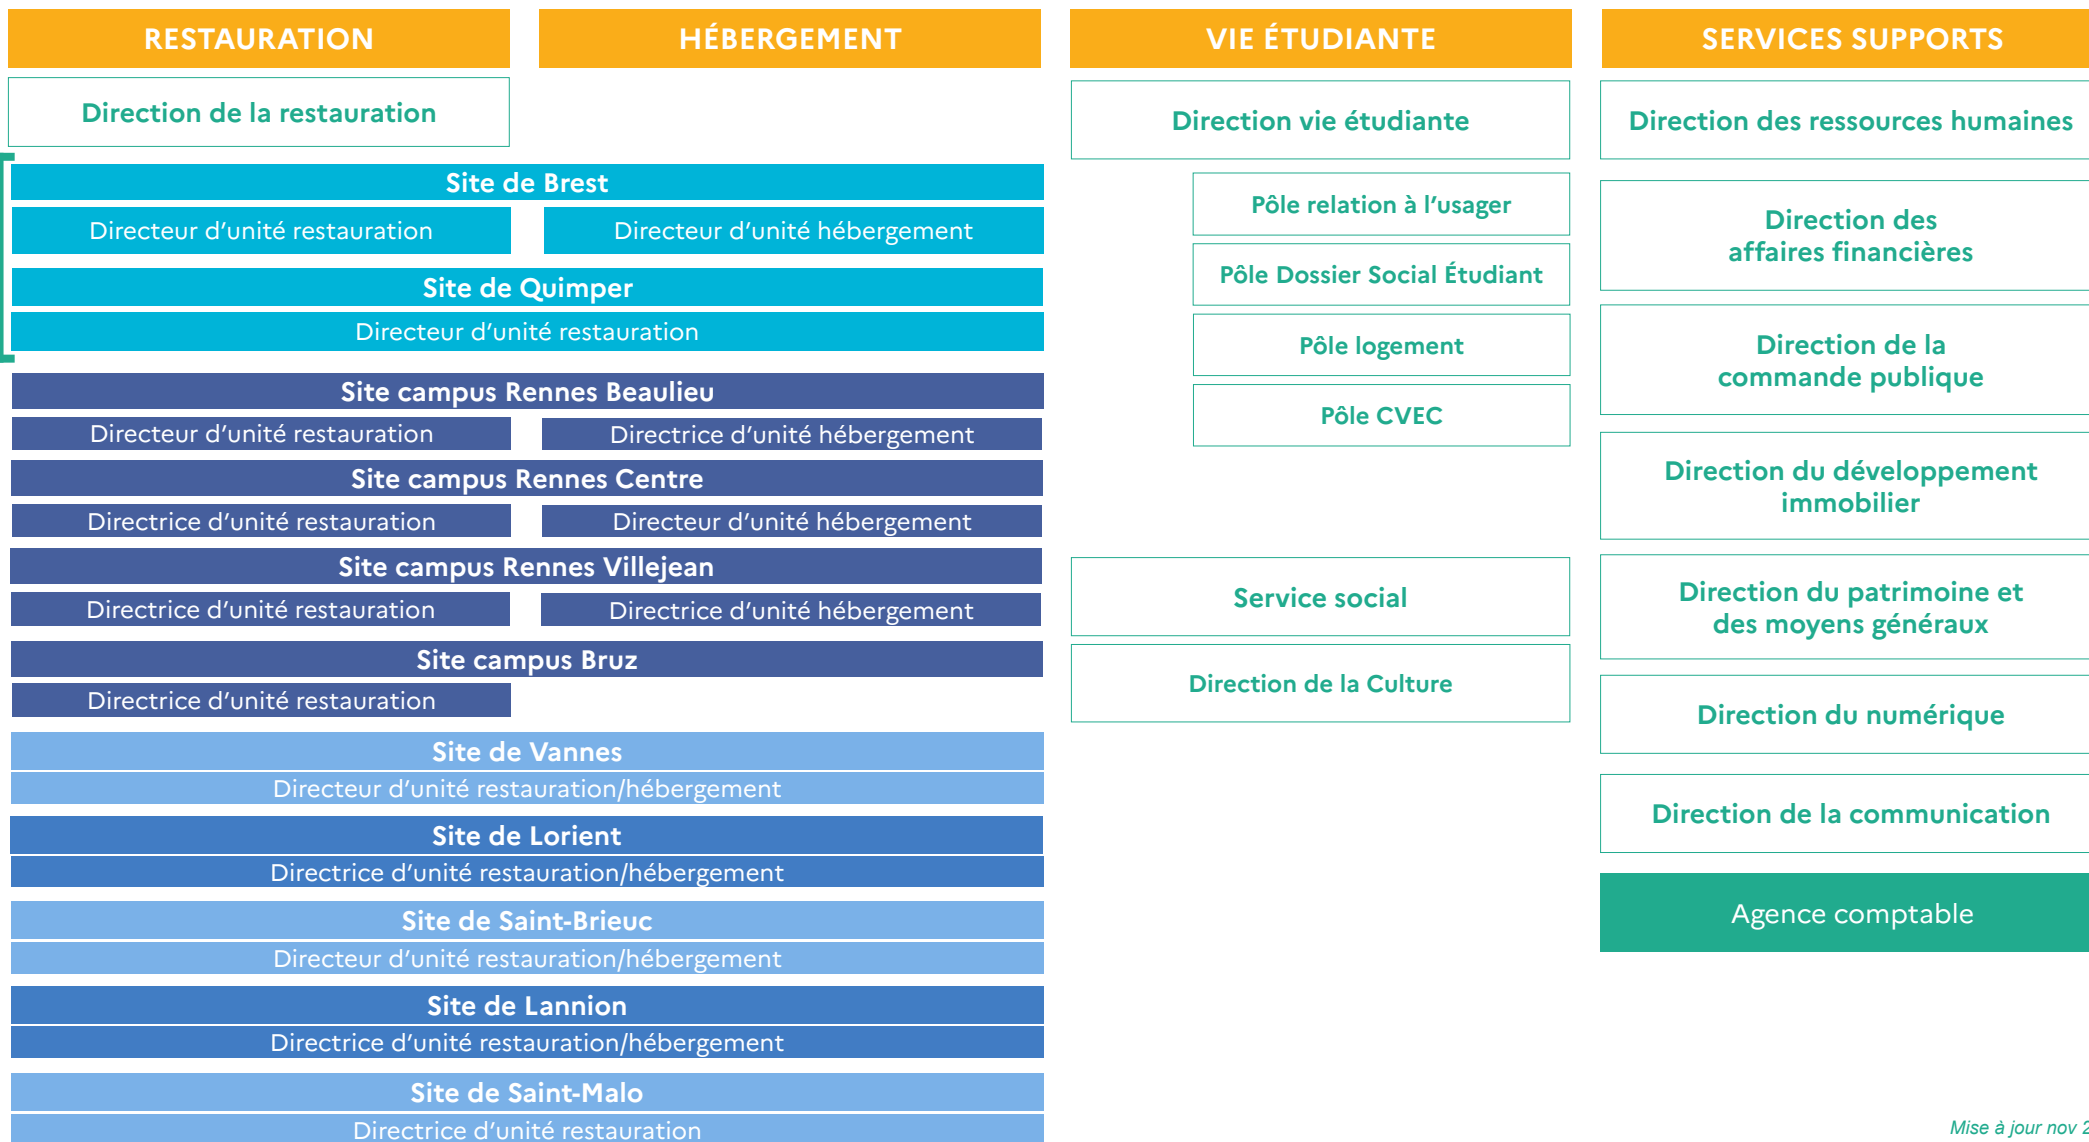 RESTAURATION
HÉBERGEMENT
VIE ÉTUDIANTE
SERVICES SUPPORTS
Direction de la restauration
Site de Brest
Directeur d'unité restauration
Directeur d'unité hébergement
Site de Quimper
Directeur d'unité restauration
Site campus Rennes Beaulieu
Directeur d'unité restauration
Directrice d'unité hébergement
Site campus Rennes Centre
Directrice d'unité restauration
Directeur d'unité hébergement
Site campus Rennes Villejean
Directrice d'unité restauration
Directrice d'unité hébergement
Site campus Bruz
Directrice d'unité restauration
Site de Vannes
Directeur d'unité restauration/hébergement
Site de Lorient
Directrice d'unité restauration/hébergement
Site de Saint-Brieuc
Directeur d'unité restauration/hébergement
Site de Lannion
Directrice d'unité restauration/hébergement
Site de Saint-Malo
Directrice d'unité restauration
Direction vie étudiante
Pôle relation à l'usager
Pôle Dossier Social Étudiant
Pôle logement
Pôle CVEC
Service social
Direction de la Culture
Direction des ressources humaines
Direction des
affaires financières
Direction de la
commande publique
Direction du développement
immobilier
Direction du patrimoine et
des moyens généraux
Direction du numérique
Direction de la communication
Agence comptable
Mise à jour nov